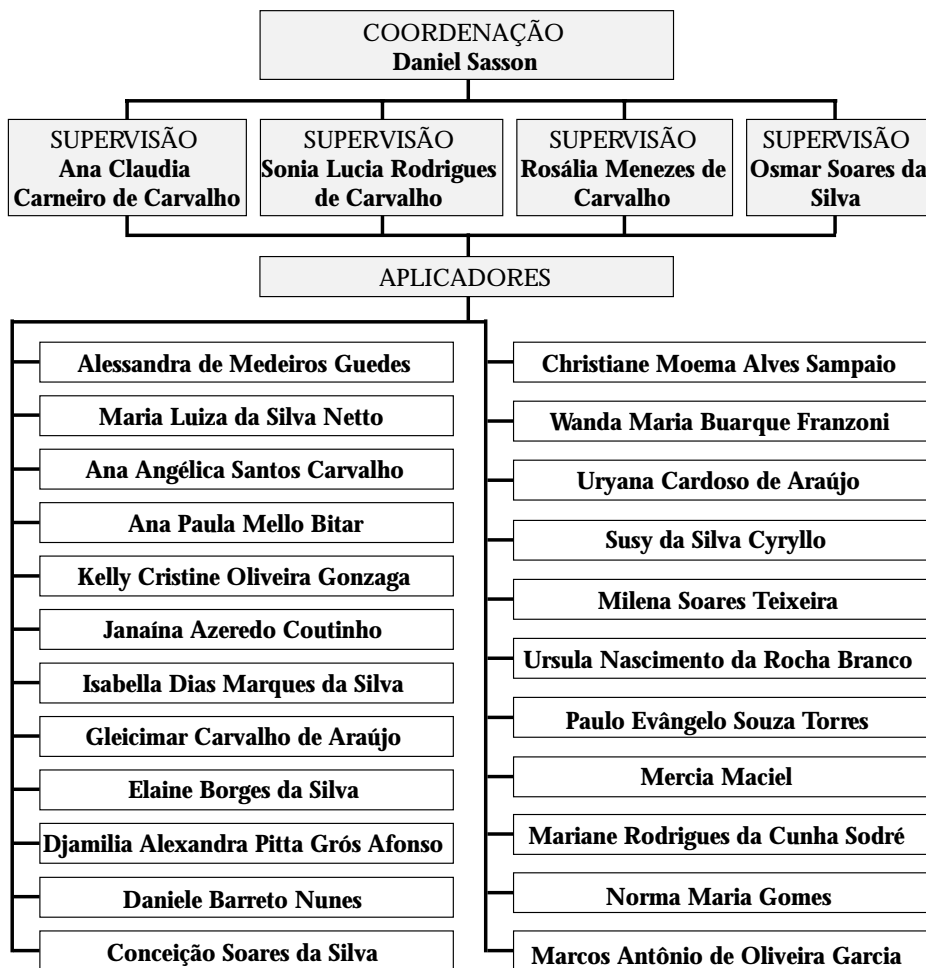 COORDENAÇÃO
Daniel Sasson
SUPERVISÃO
Ana Claudia
Carneiro de Carvalho
SUPERVISÃO
Sonia Lucia Rodrigues
de Carvalho
SUPERVISÃO
Rosália Menezes de
Carvalho
SUPERVISÃO
Osmar Soares da
Silva
APLICADORES
Alessandra de Medeiros Guedes
Maria Luiza da Silva Netto
Ana Angélica Santos Carvalho
Ana Paula Mello Bitar
Kelly Cristine Oliveira Gonzaga
Janaína Azeredo Coutinho
Isabella Dias Marques da Silva
Gleicimar Carvalho de Araújo
Elaine Borges da Silva
Djamilia Alexandra Pitta Grós Afonso
Daniele Barreto Nunes
Conceição Soares da Silva
Christiane Moema Alves Sampaio
Wanda Maria Buarque Franzoni
Uryana Cardoso de Araújo
Susy da Silva Cyryllo
Milena Soares Teixeira
Ursula Nascimento da Rocha Branco
Paulo Evângelo Souza Torres
Mercia Maciel
Mariane Rodrigues da Cunha Sodré
Norma Maria Gomes
Marcos Antônio de Oliveira Garcia